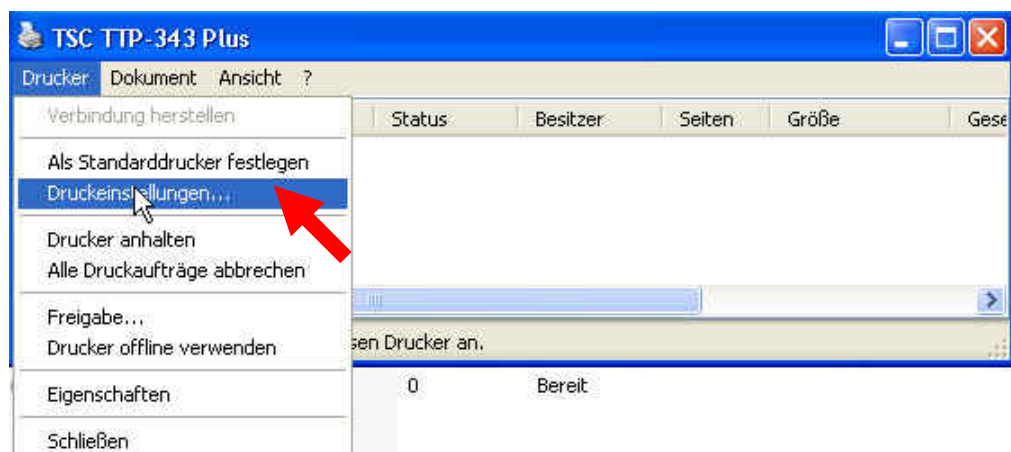 TSC TTP-343 Plus
Drucker Dokument Ansicht ?
Verbindung herstellen
Status Besitzer Seiten Größe Gese
Als Standarddrucker festlegen
Druckeinstellungen...
Drucker anhalten
Alle Druckaufträge abbrechen
Freigabe...
Drucker offline verwenden
sen Drucker an.
Eigenschaften
0 Bereit
Schließen